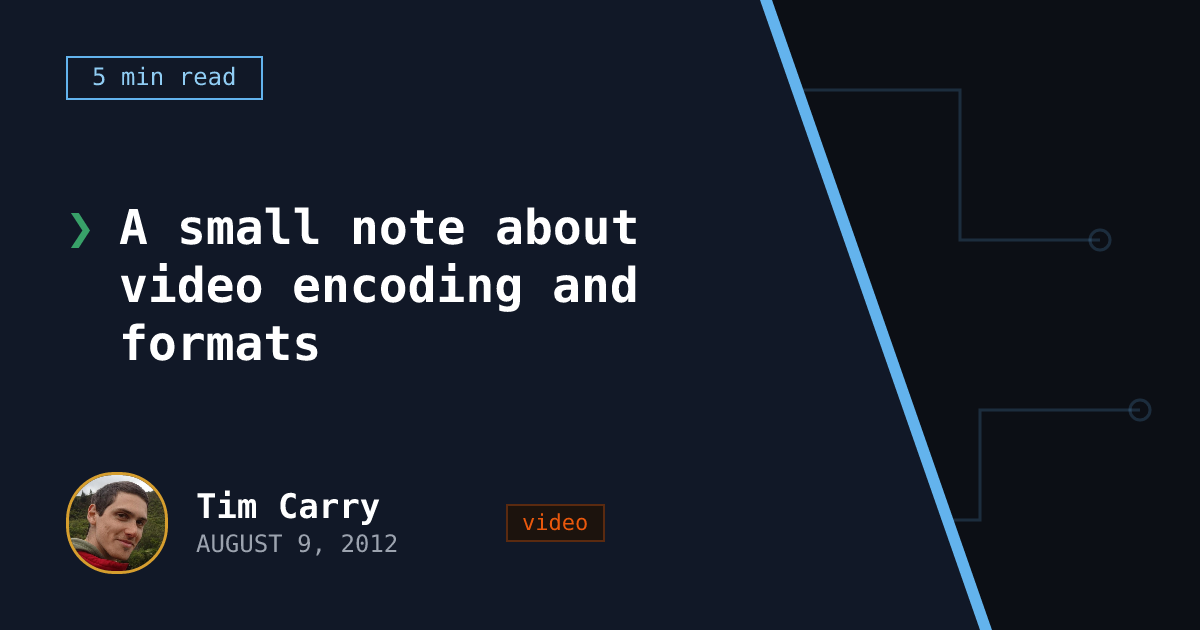 5 min read
❯ A small note about
video encoding and
formats
Tim Carry
AUGUST 9, 2012
video